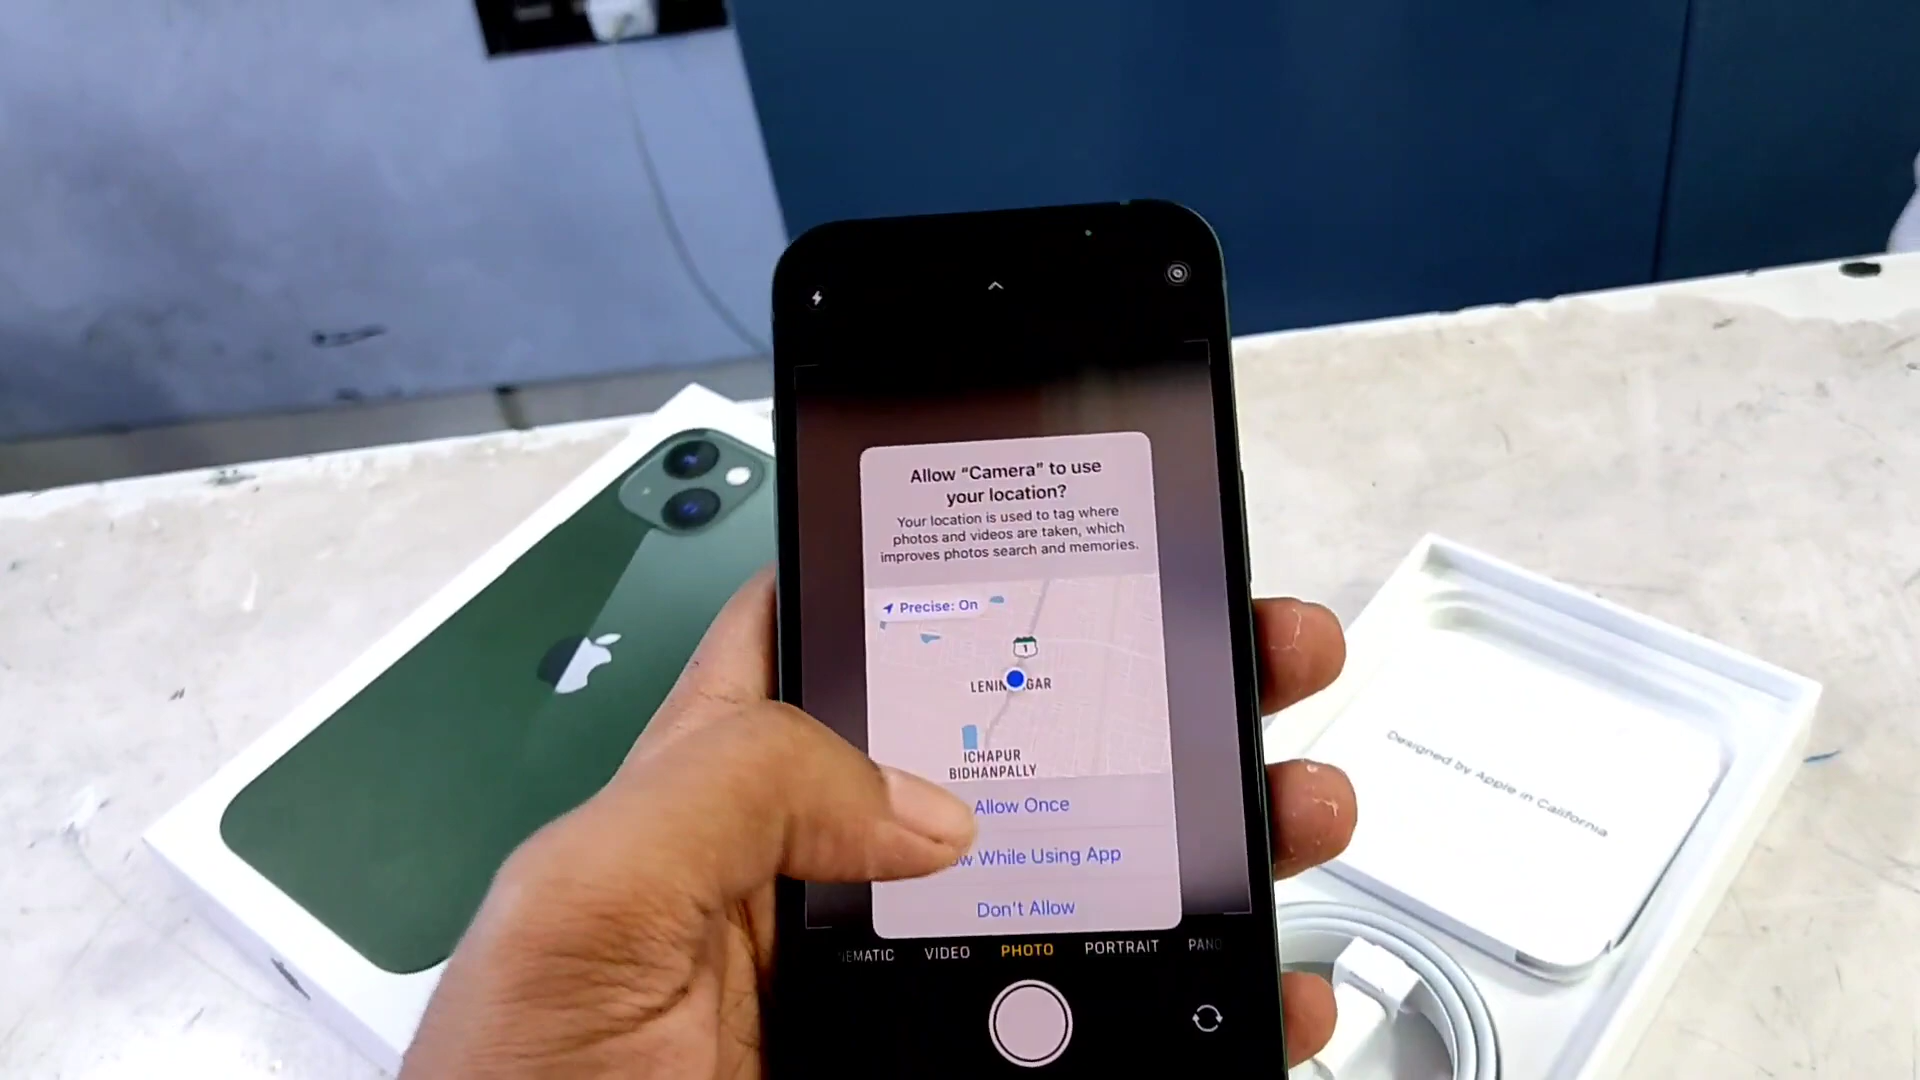 Allow “Camera” to use
your location?
Your location is used to tag where
photos and videos are taken, which
improves photos search and memories.
Precise: On
1
ICHAPUR
BIDHANPALLY
Allow Once
While Using App
Don't Allow
VIDEO
PHOTO
PORTRAIT
Designed by Apple in California